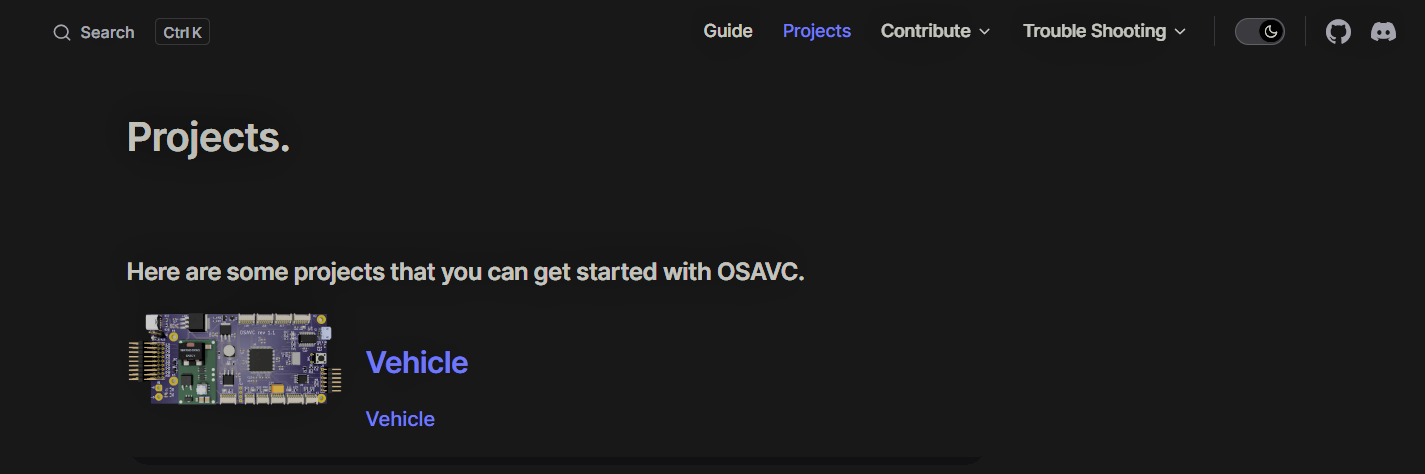 Search Ctrl K Guide Projects Contribute Trouble Shooting
Projects.
Here are some projects that you can get started with OSAVC.
OSAVC rev 1.1
Vehicle
Vehicle